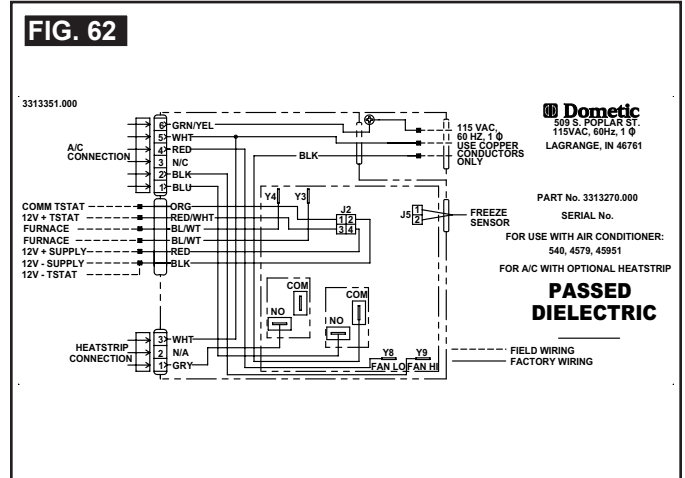 FIG. 62
3313351.000
A/C
CONNECTION
6 GRN/YEL
5 WHT
4 RED
3 N/C
2 BLK
1 BLU
BLK
115 VAC,
60 HZ, 1 Φ
USE COPPER
CONDUCTORS
ONLY
Dometic
509 S. POPLAR ST.
115VAC, 60Hz, 1 Φ
LAGRANGE, IN 46761
COMM TSTAT ORG
12V + TSTAT RED/WHT
FURNACE BL/WT
FURNACE BL/WT
12V + SUPPLY RED
12V - SUPPLY BLK
12V - TSTAT
Y4 Y3
J2
1 2
3 4
J5
1
2
FREEZE
SENSOR
PART No. 3313270.000
SERIAL No.
FOR USE WITH AIR CONDITIONER:
540, 4579, 45951
FOR A/C WITH OPTIONAL HEATSTRIP
PASSED
DIELECTRIC
COM
NO
COM
NO
HEATSTRIP
CONNECTION
3 WHT
2 N/A
1 GRY
Y8 Y9
FAN LO FAN HI
FIELD WIRING
FACTORY WIRING